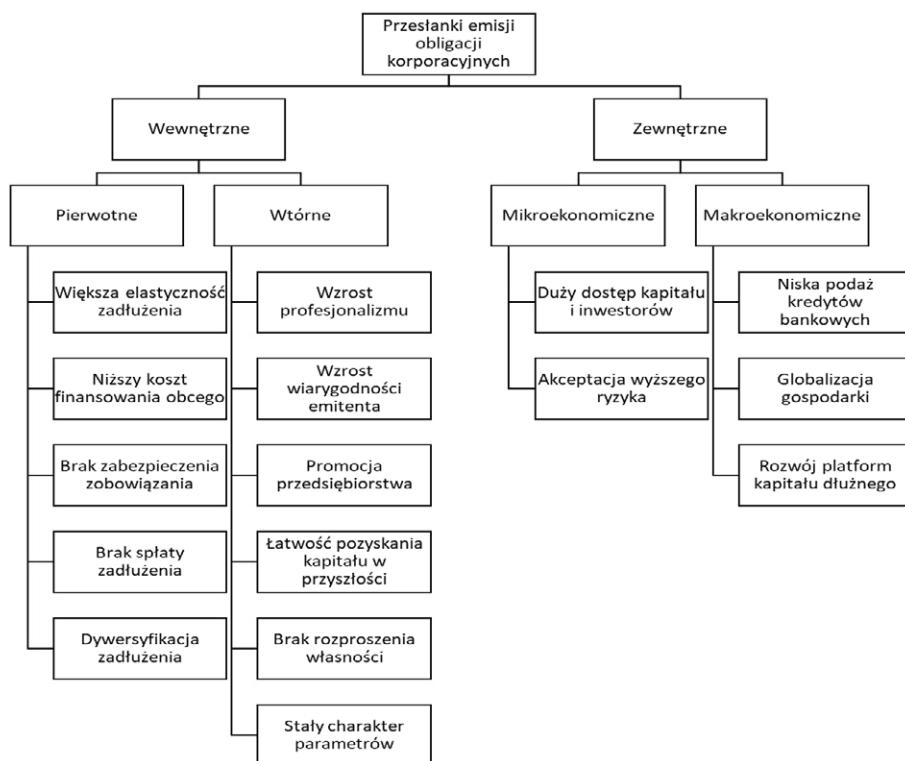 Przesłanki emisji
obligacji
korporacyjnych
Wewnętrzne
Zewnętrzne
Pierwotne
Wtórne
Mikroekonomiczne
Makroekonomiczne
Większa elastyczność
zadłużenia
Niższy koszt
finansowania obcego
Brak zabezpieczenia
zobowiązania
Brak spłaty
zadłużenia
Dywersyfikacja
zadłużenia
Wzrost
profesjonalizmu
Wzrost
wiarygodności
emitenta
Promocja
przedsiębiorstwa
Łatwość pozyskania
kapitału w
przyszłości
Brak rozproszenia
własności
Stały charakter
parametrów
Duży dostęp kapitału
i inwestorów
Akceptacja wyższego
ryzyka
Niska podaż
kredytów
bankowych
Globalizacja
gospodarki
Rozwój platform
kapitału dłużnego